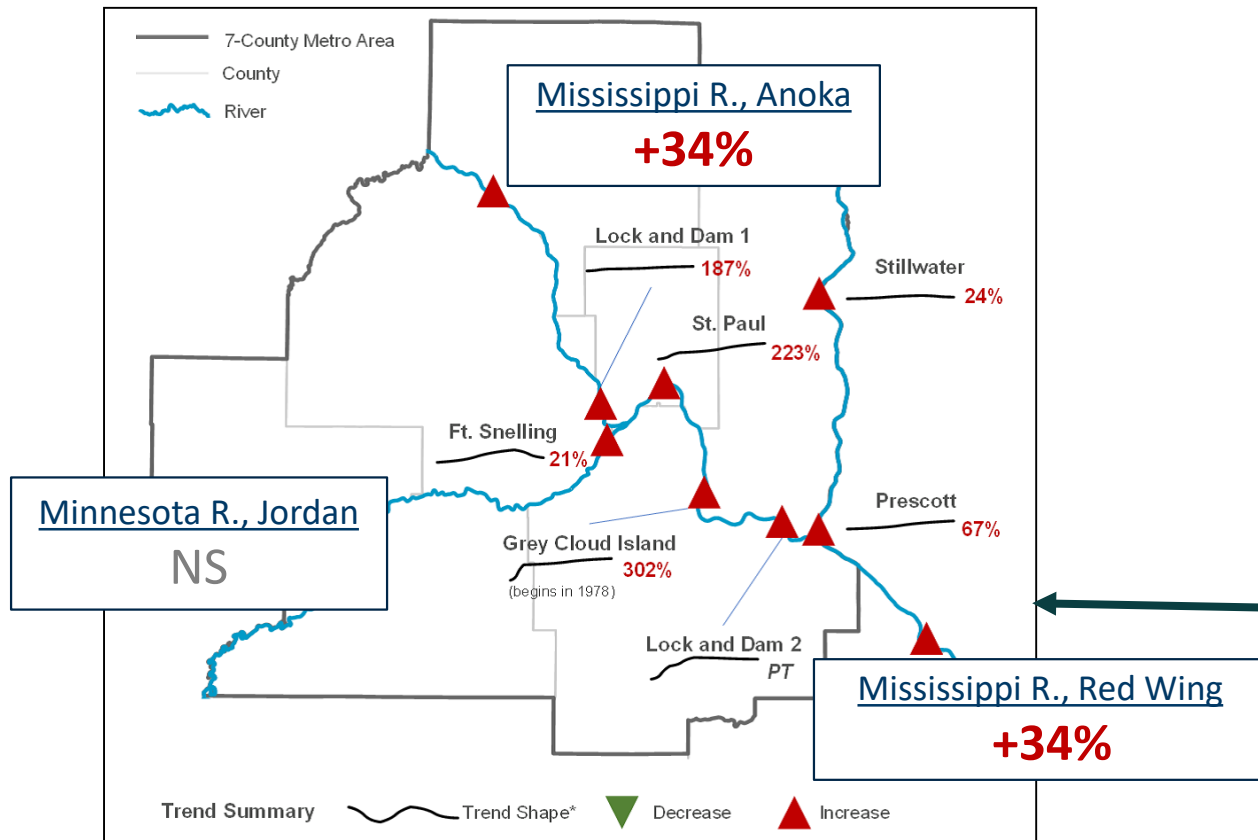 7-County Metro Area
County
River
Mississippi R., Anoka
+34%
Lock and Dam 1
187%
Stillwater
24%
St. Paul
223%
Ft. Snelling
21%
Minnesota R., Jordan
NS
Prescott
67%
Grey Cloud Island
302%
(begins in 1978)
Lock and Dam 2
PT
Mississippi R., Red Wing
+34%
Trend Summary
Trend Shape*
Decrease
Increase